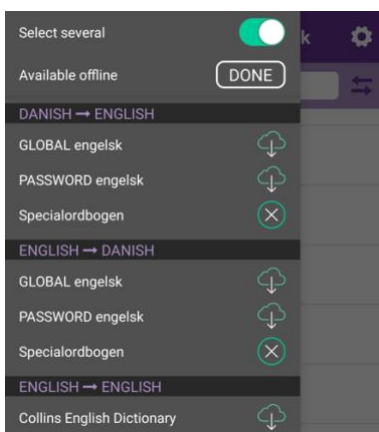 Select several
k
Available offline DONE
DANISH → ENGLISH
GLOBAL engelsk
PASSWORD engelsk
Specialordbogen
ENGLISH → DANISH
GLOBAL engelsk
PASSWORD engelsk
Specialordbogen
ENGLISH → ENGLISH
Collins English Dictionary